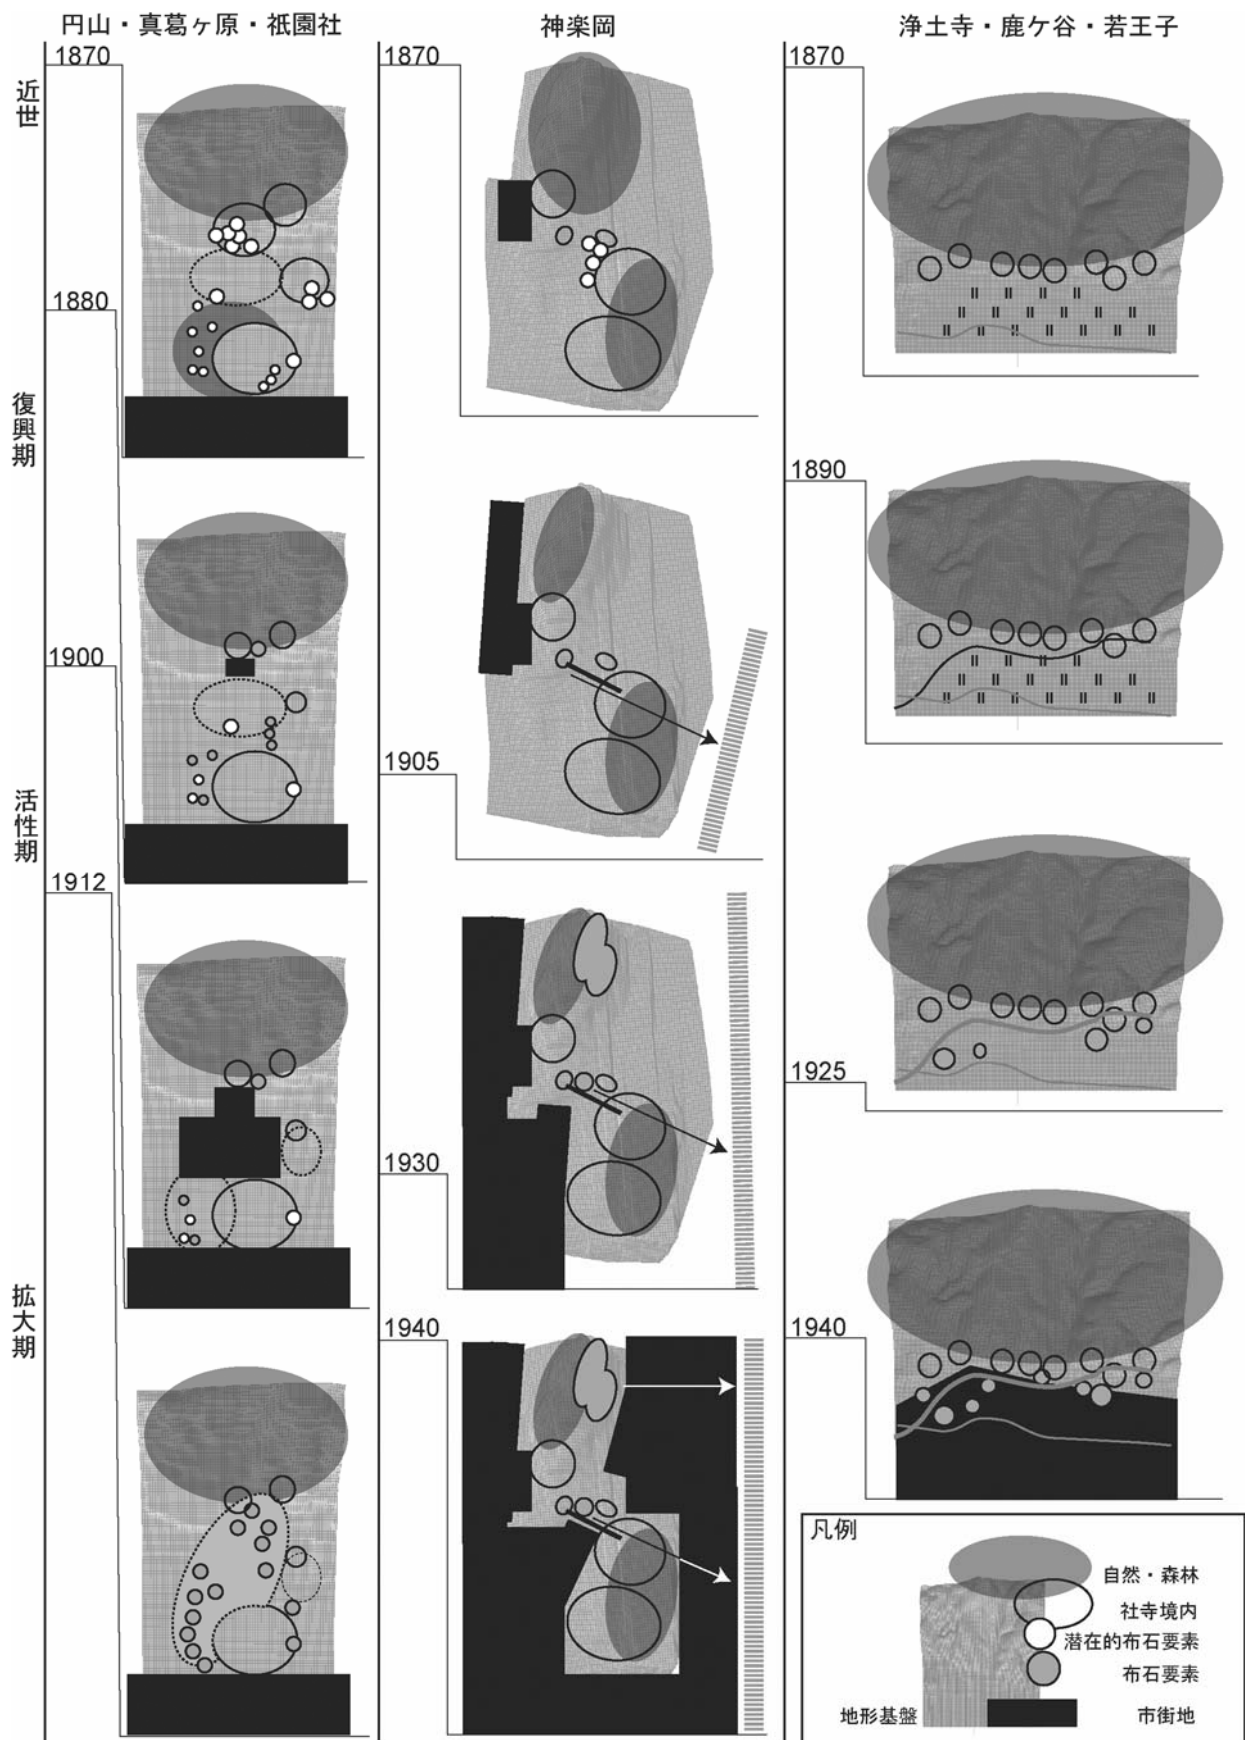 円山・真葛ヶ原・祇園社
神楽岡
浄土寺・鹿ケ谷・若王子
近世
復興期
活性期
拡大期
1870
1880
1900
1912
1870
1905
1930
1940
1870
1890
1925
1940
凡例
自然・森林
社寺境内
潜在的布石要素
布石要素
地形基盤
市街地